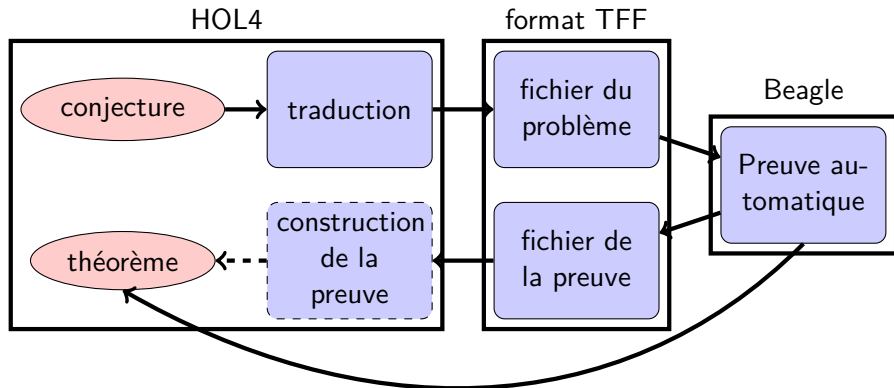 HOL4
format TFF
Beagle
conjecture
traduction
fichier du
problème
Preuve au-
tomatique
théorème
construction
de la
preuve
fichier de
la preuve